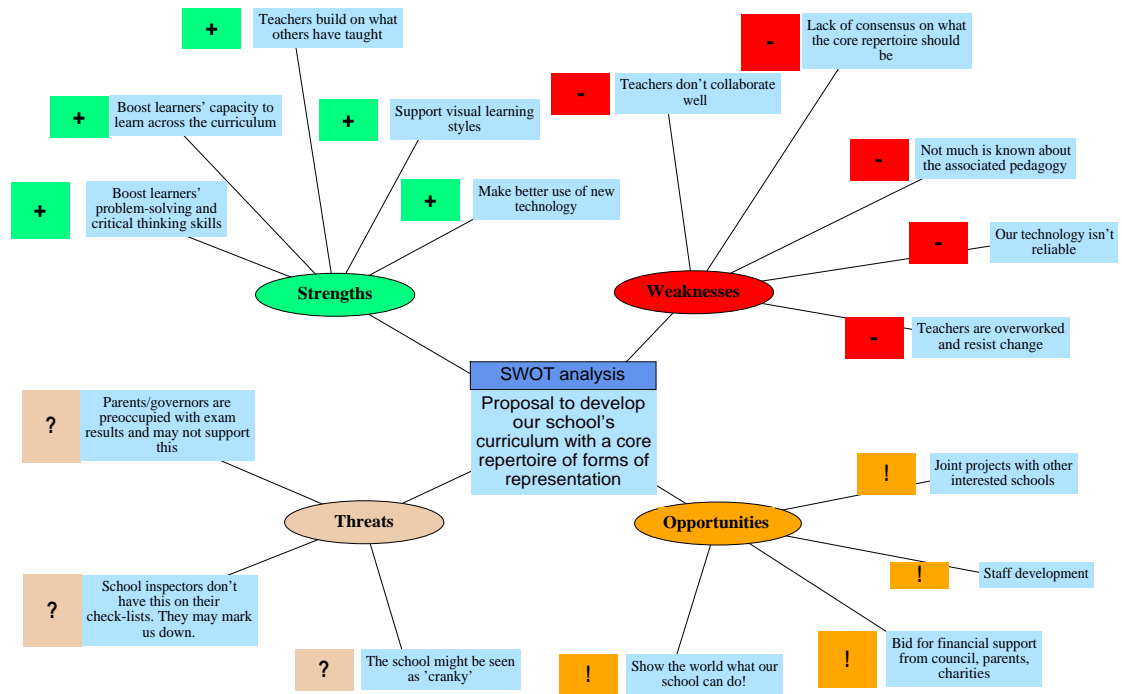 +
Teachers build on what
others have taught
+
Boost learners’ capacity to
learn across the curriculum
+
Support visual learning
styles
+
Boost learners’
problem-solving and
critical thinking skills
+
Make better use of new
technology
Strengths
-
Lack of consensus on what
the core repertoire should
be
-
Teachers don’t collaborate
well
-
Not much is known about
the associated pedagogy
-
Our technology isn’t
reliable
-
Teachers are overworked
and resist change
Weaknesses
SWOT analysis
Proposal to develop
our school’s
curriculum with a core
repertoire of forms of
representation
?
Parents/governors are
preoccupied with exam
results and may not support
this
Threats
?
School inspectors don’t
have this on their
check-lists. They may mark
us down.
?
The school might be seen
as ’cranky’
Opportunities
!
Joint projects with other
interested schools
!
Staff development
!
Bid for financial support
from council, parents,
charities
!
Show the world what our
school can do!